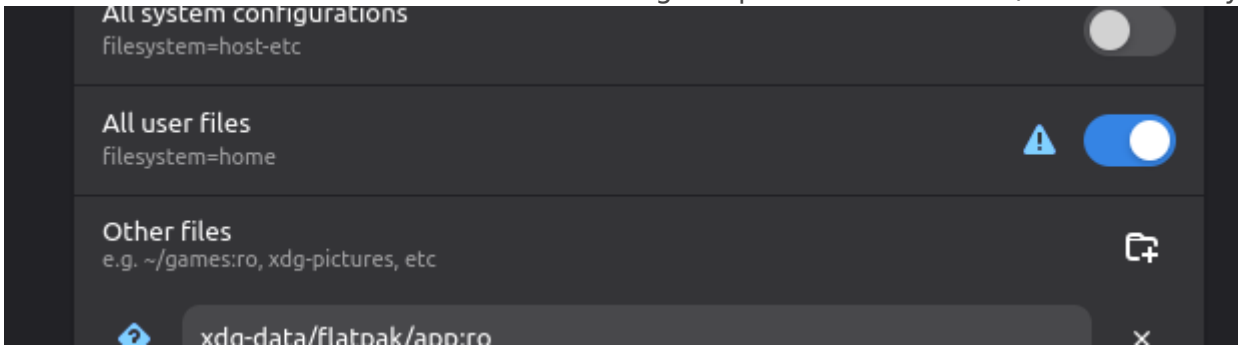 All system configurations
filesystem=host-etc
All user files
filesystem=home
Other files
e.g. ~/games:ro, xdg-pictures, etc
xdg-data/flatpak/app:ro